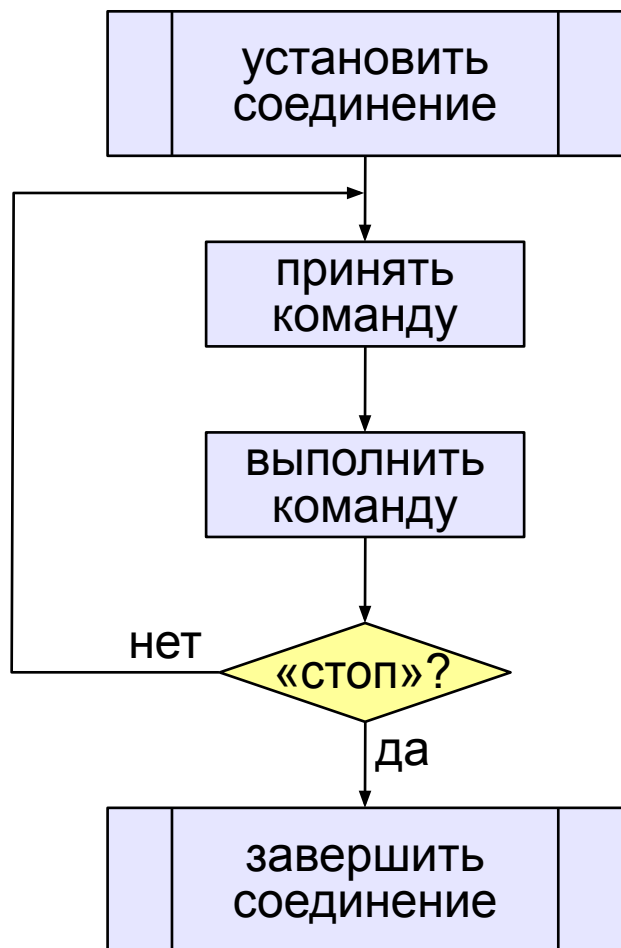 установить
соединение
принять
команду
выполнить
команду
нет
«стоп»?
да
завершить
соединение